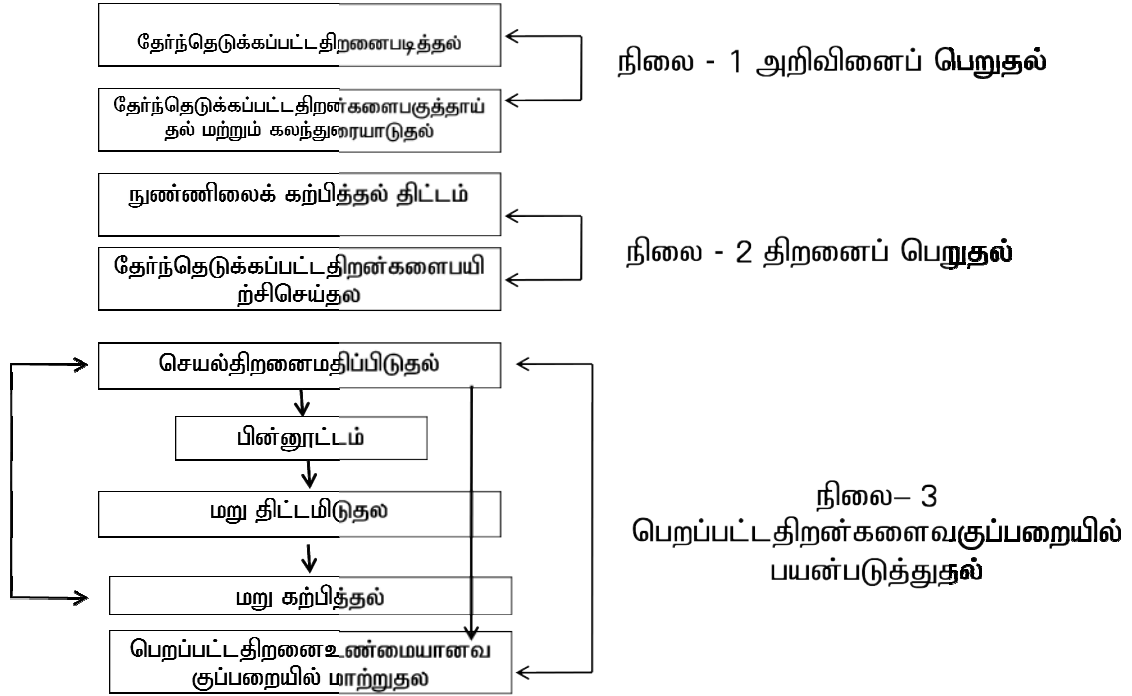 தேர்ந்தெடுக்கப்பட்டதிறனைபடித்தல்
நிலை - 1 அறிவினைப் பெறுதல்
தேர்ந்தெடுக்கப்பட்டதிறன்களைபகுத்தாய்
தல் மற்றும் கலந்துரையாடுதல்
நுண்ணிலைக் கற்பித்தல் திட்டம்
நிலை - 2 திறனைப் பெறுதல்
தேர்ந்தெடுக்கப்பட்டதிறன்களைபயி
ற்சிசெய்தல
செயல்திறனைமதிப்பிடுதல்
பின்னூட்டம்
மறு திட்டமிடுதல
நிலை– 3
பெறப்பட்டதிறன்களைவகுப்பறையில்
பயன்படுத்துதல்
மறு கற்பித்தல்
பெறப்பட்டதிறனைஉண்மையானவ
குப்பறையில் மாற்றுதல